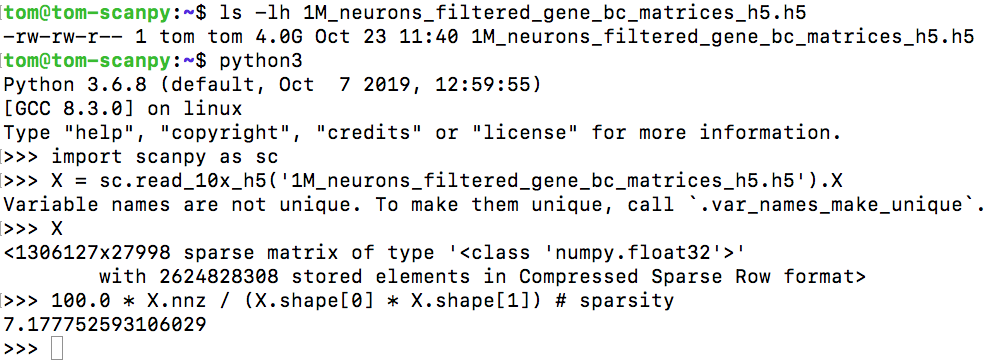 tom@tom-scanpy:~$ ls -lh 1M_neurons_filtered_gene_bc_matrices_h5.h5
-rw-rw-r-- 1 tom tom 4.0G Oct 23 11:40 1M_neurons_filtered_gene_bc_matrices_h5.h5
tom@tom-scanpy:~$ python3
Python 3.6.8 (default, Oct  7 2019, 12:59:55)
[GCC 8.3.0] on linux
Type "help", "copyright", "credits" or "license" for more information.
>>> import scanpy as sc
>>> X = sc.read_10x_h5('1M_neurons_filtered_gene_bc_matrices_h5.h5').X
Variable names are not unique. To make them unique, call `.var_names_make_unique`.
>>> X
<1306127x27998 sparse matrix of type '<class 'numpy.float32'>'
        with 2624828308 stored elements in Compressed Sparse Row format>
>>> 100.0 * X.nnz / (X.shape[0] * X.shape[1]) # sparsity
7.177752593106029
>>>